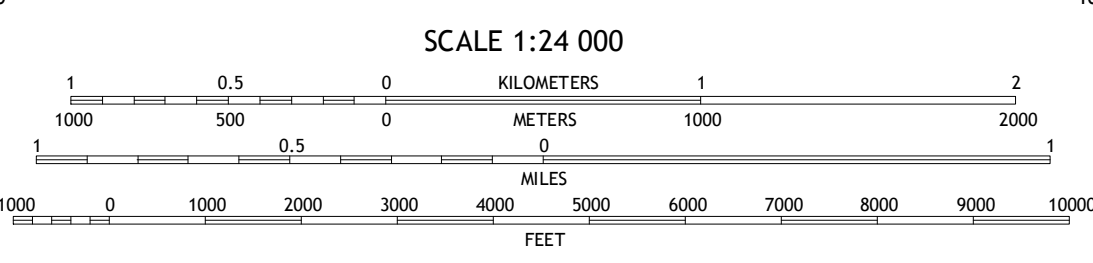 SCALE 1:24 000
1 0.5 0 KILOMETERS 1 2
1000 500 0 METERS 1000 2000
1 0.5 0 1
MILES
1000 0 1000 2000 3000 4000 5000 6000 7000 8000 9000 10000
FEET